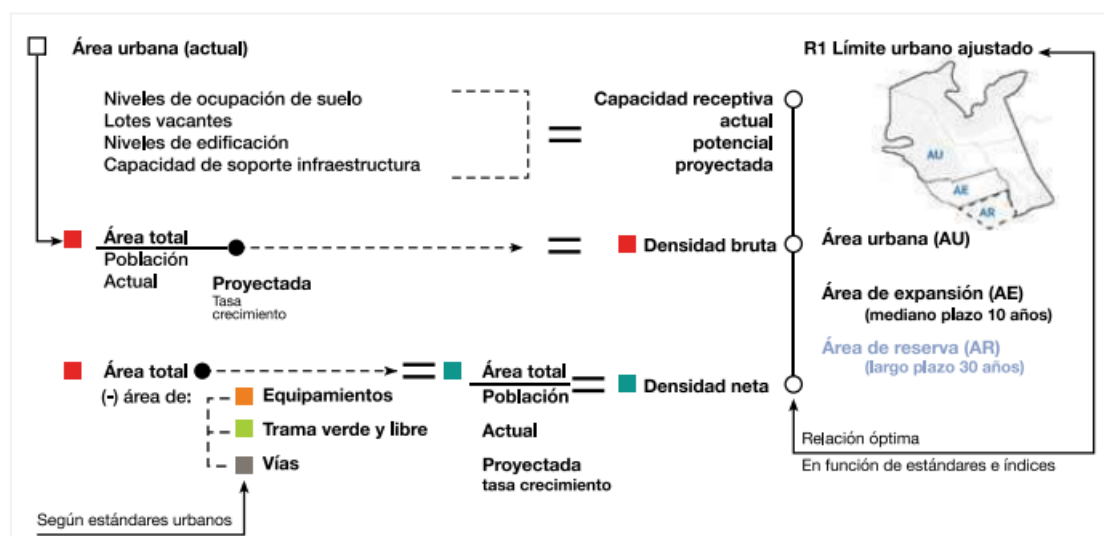 Área urbana (actual)
R1 Límite urbano ajustado
Niveles de ocupación de suelo
Lotes vacantes
Niveles de edificación
Capacidad de soporte infraestructura
=
Capacidad receptiva
actual
potencial
proyectada
AU
AE
AR
Área total
Población
Actual
Proyectada
Tasa
crecimiento
=
Densidad bruta
Área urbana (AU)
Área de expansión (AE)
(mediano plazo 10 años)
Área de reserva (AR)
(largo plazo 30 años)
Área total
(-) área de:
Equipamientos
Trama verde y libre
Vías
=
Área total
Población
Actual
Proyectada
tasa crecimiento
=
Densidad neta
Relación óptima
En función de estándares e índices
Según estándares urbanos